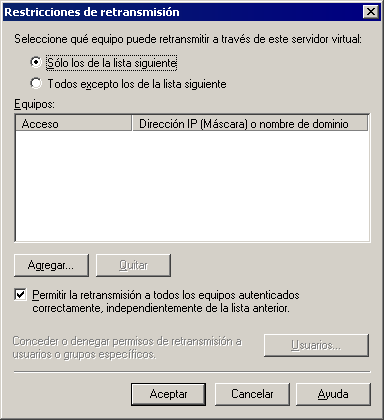 Restricciones de retransmisión
Seleccione qué equipo puede retransmitir a través de este servidor virtual:
Sólo los de la lista siguiente
Todos excepto los de la lista siguiente
Equipos:
Acceso Dirección IP (Máscara) o nombre de dominio
Agregar... Quitar
Permitir la retransmisión a todos los equipos autenticados
correctamente, independientemente de la lista anterior.
Conceder o denegar permisos de retransmisión a
usuarios o grupos específicos.
Usuarios...
Aceptar Cancelar Ayuda